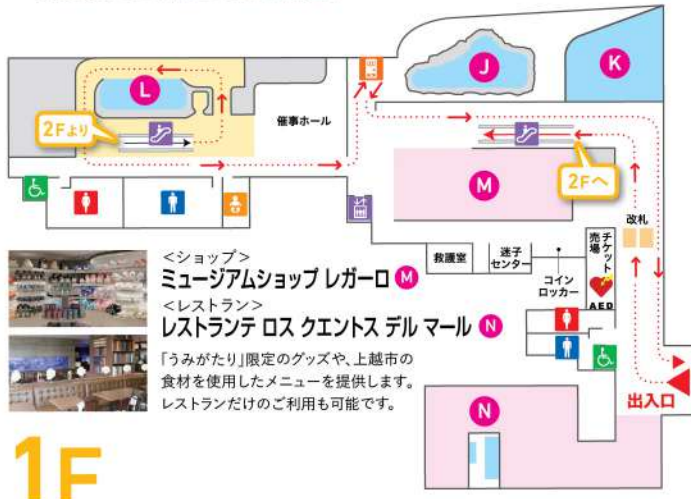 L
J
K
2Fより
催事ホール
M
2Fへ
改札
チケット
売場
AED
救護室
迷子
センター
コイン
ロッカー
<ショップ>
ミュージアムショップ レガーロ M
<レストラン>
レストランテ ロス クエントス デル マール N
「うみがたり」限定のグッズや、上越市の
食材を使用したメニューを提供します。
レストランだけのご利用も可能です。
N
出入口
1F